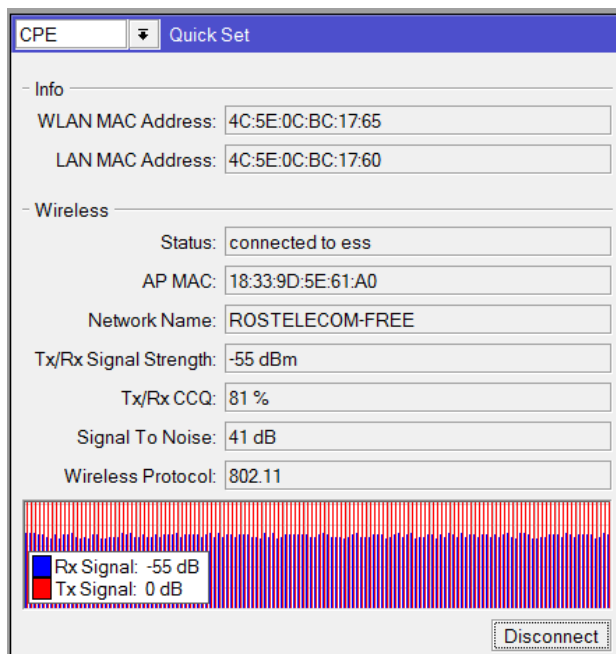 CPE Quick Set
Info
WLAN MAC Address: 4C:5E:0C:BC:17:65
LAN MAC Address: 4C:5E:0C:BC:17:60
Wireless
Status: connected to ess
AP MAC: 18:33:9D:5E:61:A0
Network Name: ROSTELECOM-FREE
Tx/Rx Signal Strength: -55 dBm
Tx/Rx CCQ: 81 %
Signal To Noise: 41 dB
Wireless Protocol: 802.11
Rx Signal: -55 dB
Tx Signal: 0 dB
Disconnect